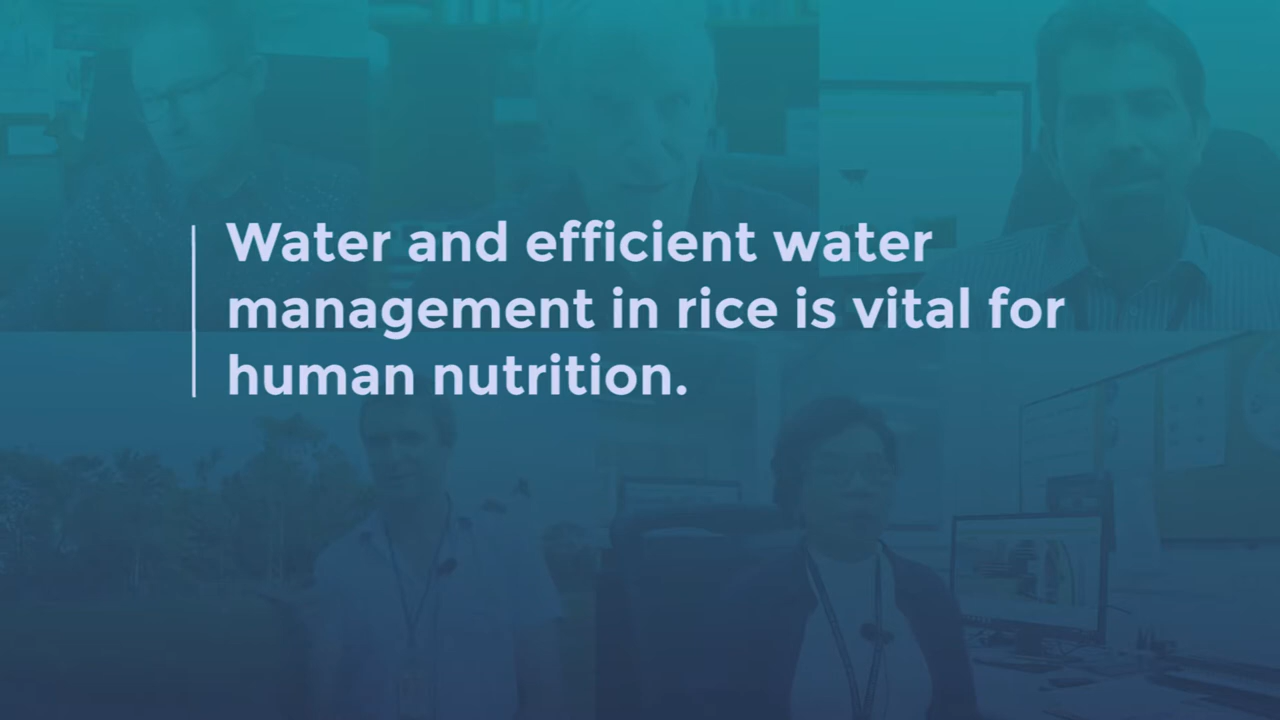 Water and efficient water
management in rice is vital for
human nutrition.